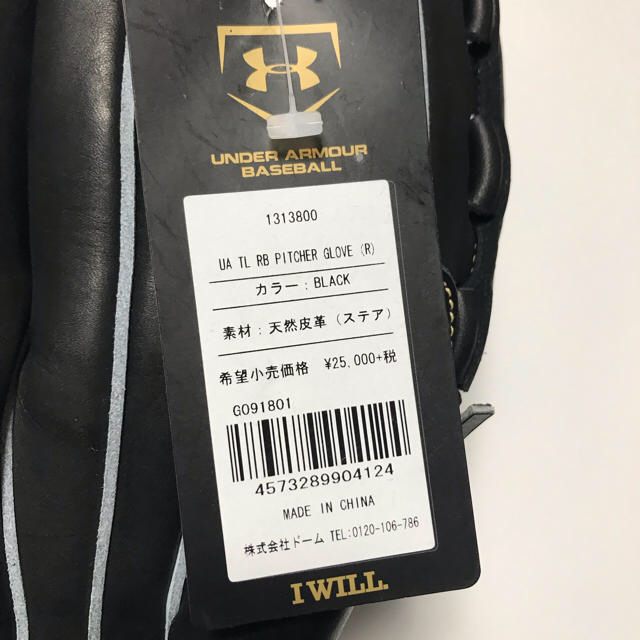 UNDER ARMOUR
BASEBALL
1313800
UA TL RB PITCHER GLOVE (R)
カラー：BLACK
素材：天然皮革（ステア）
希望小売価格 ¥25,000+税
G091801
4573289904124
MADE IN CHINA
株式会社ドーム TEL:0120-106-786
I WILL.